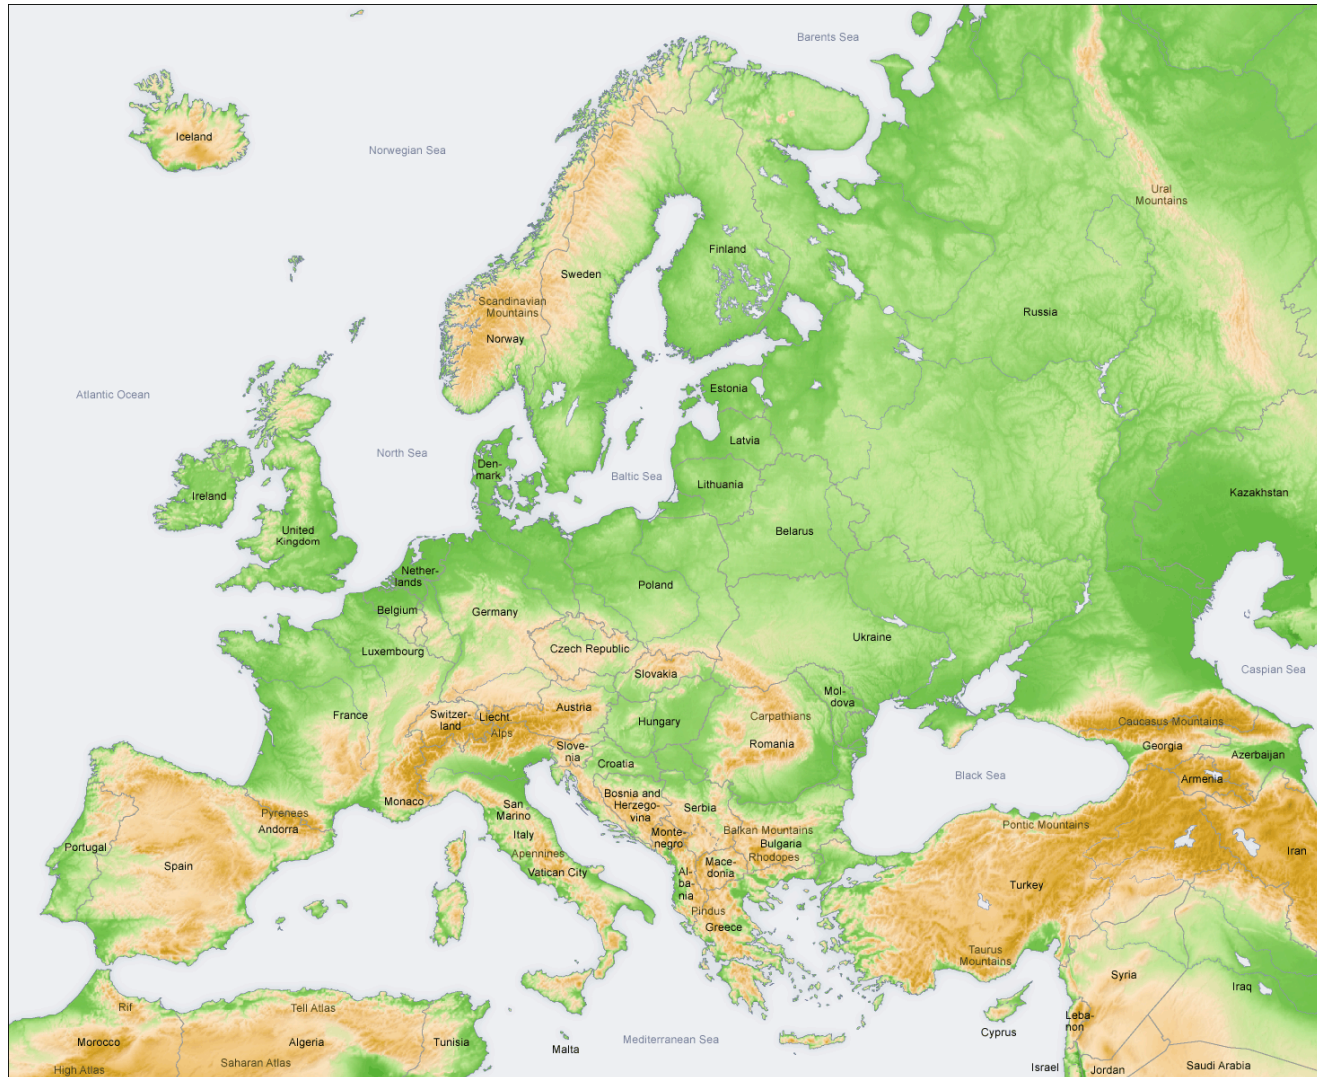 Barents Sea
Iceland
Norwegian Sea
Ural
Mountains
Finland
Sweden
Scandinavian
Mountains
Russia
Norway
Atlantic Ocean
Estonia
Latvia
North Sea
Den-
mark
Baltic Sea
Lithuania
Ireland
Kazakhstan
United
Kingdom
Belarus
Nether-
lands
Poland
Belgium
Germany
Ukraine
Luxembourg
Czech Republic
Slovakia
Caspian Sea
Mol-
dova
France
Switzer-
land
Liecht.
Austria
Alps
Hungary
Carpathians
Caucasus Mountains
Romania
Georgia
Slove-
nia
Azerbaijan
Croatia
Black Sea
Armenia
Monaco
Bosnia and
Herzego-
vina
San
Marino
Serbia
Pyrenees
Andorra
Italy
Monte-
negro
Balkan Mountains
Bulgaria
Pontic Mountains
Portugal
Spain
Apennines
Vatican City
Mace-
donia
Rhodopes
Iran
Al-
ba-
nia
Turkey
Pindus
Greece
Taurus
Mountains
Syria
Iraq
Rif
Tell Atlas
Leba-
non
Cyprus
Morocco
Algeria
Tunisia
Malta
Mediterranean Sea
High Atlas
Saharan Atlas
Israel
Jordan
Saudi Arabia